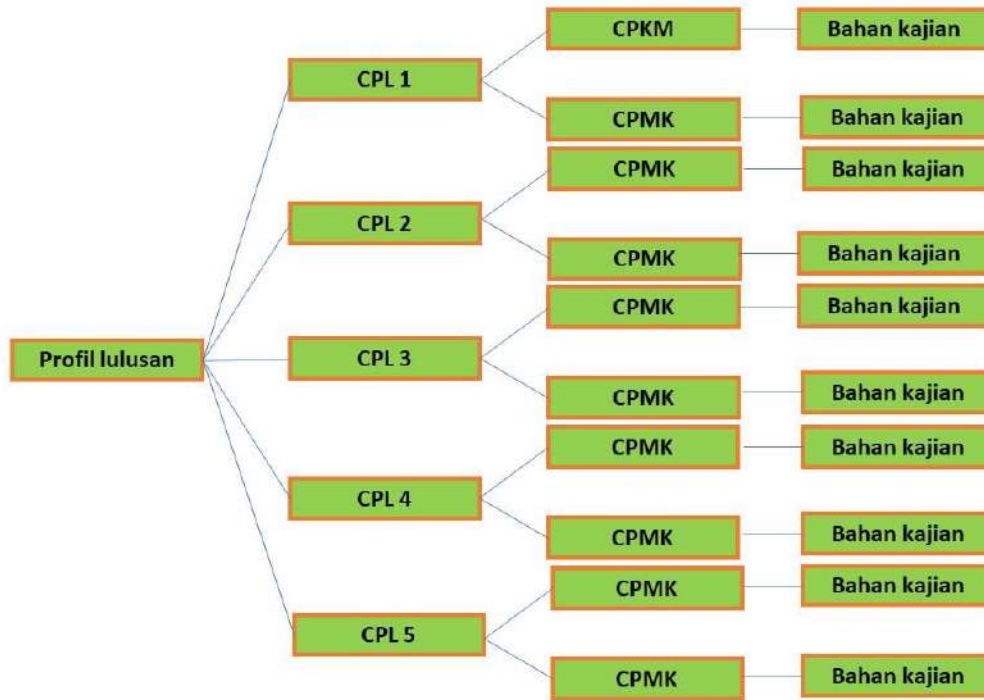 CPKM
Bahan kajian
CPL 1
CPMK
Bahan kajian
CPMK
Bahan kajian
CPL 2
CPMK
Bahan kajian
CPMK
Bahan kajian
Profil lulusan
CPL 3
CPMK
Bahan kajian
CPMK
Bahan kajian
CPL 4
CPMK
Bahan kajian
CPMK
Bahan kajian
CPL 5
CPMK
Bahan kajian